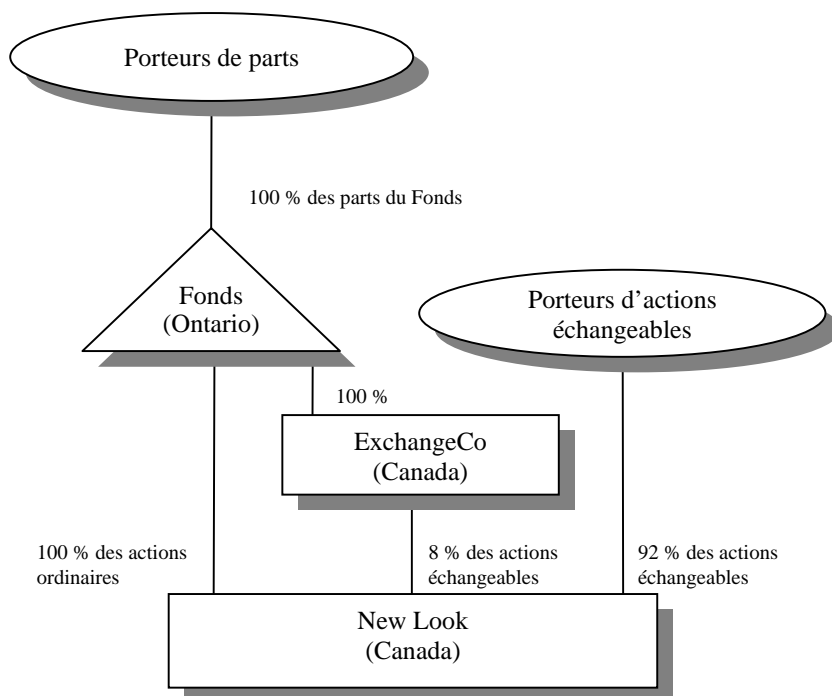 Porteurs de parts
100 % des parts du Fonds
Fonds
(Ontario)
Porteurs d’actions
échangeables
100 %
ExchangeCo
(Canada)
100 % des actions
ordinaires
8 % des actions
échangeables
92 % des actions
échangeables
New Look
(Canada)